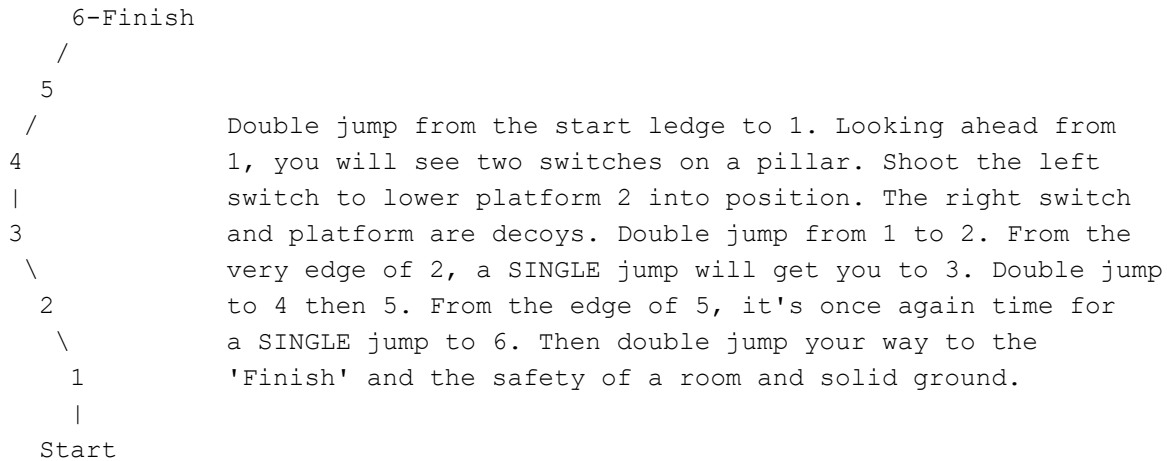 6-Finish
   /
  5
 /          Double jump from the start ledge to 1. Looking ahead from
4           1, you will see two switches on a pillar. Shoot the left
|           switch to lower platform 2 into position. The right switch
3           and platform are decoys. Double jump from 1 to 2. From the
 \          very edge of 2, a SINGLE jump will get you to 3. Double jump
  2         to 4 then 5. From the edge of 5, it's once again time for
   \        a SINGLE jump to 6. Then double jump your way to the
    1       'Finish' and the safety of a room and solid ground.
    |
  Start